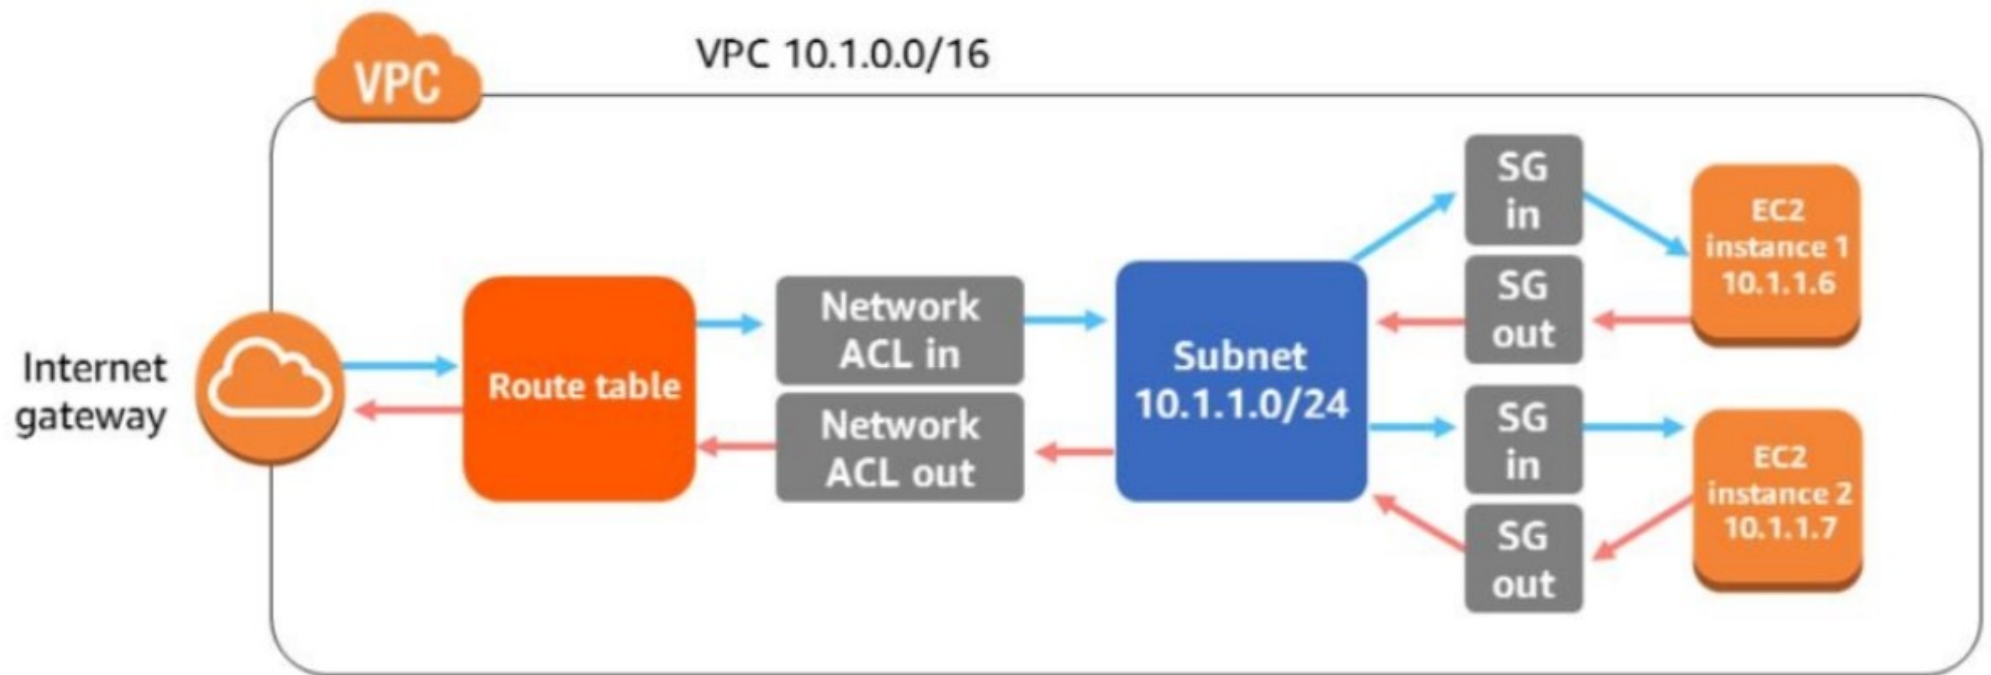 VPC
VPC 10.1.0.0/16
Internet
gateway
Route table
Network
ACL in
Network
ACL out
Subnet
10.1.1.0/24
SG
in
SG
out
EC2
instance 1
10.1.1.6
SG
in
SG
out
EC2
instance 2
10.1.1.7